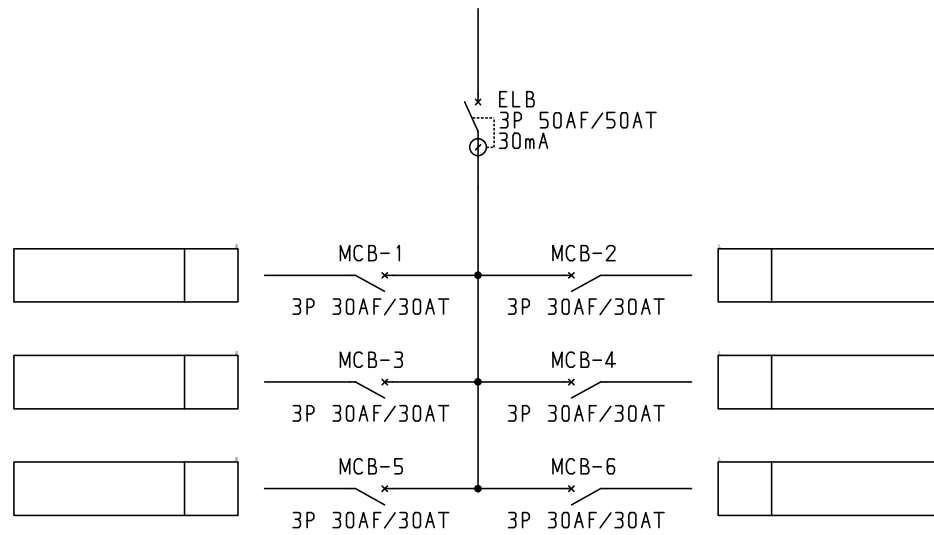 ELB
3P 50AF/50AT
30mA
MCB-1
MCB-2
3P 30AF/30AT
3P 30AF/30AT
MCB-3
MCB-4
3P 30AF/30AT
3P 30AF/30AT
MCB-5
MCB-6
3P 30AF/30AT
3P 30AF/30AT